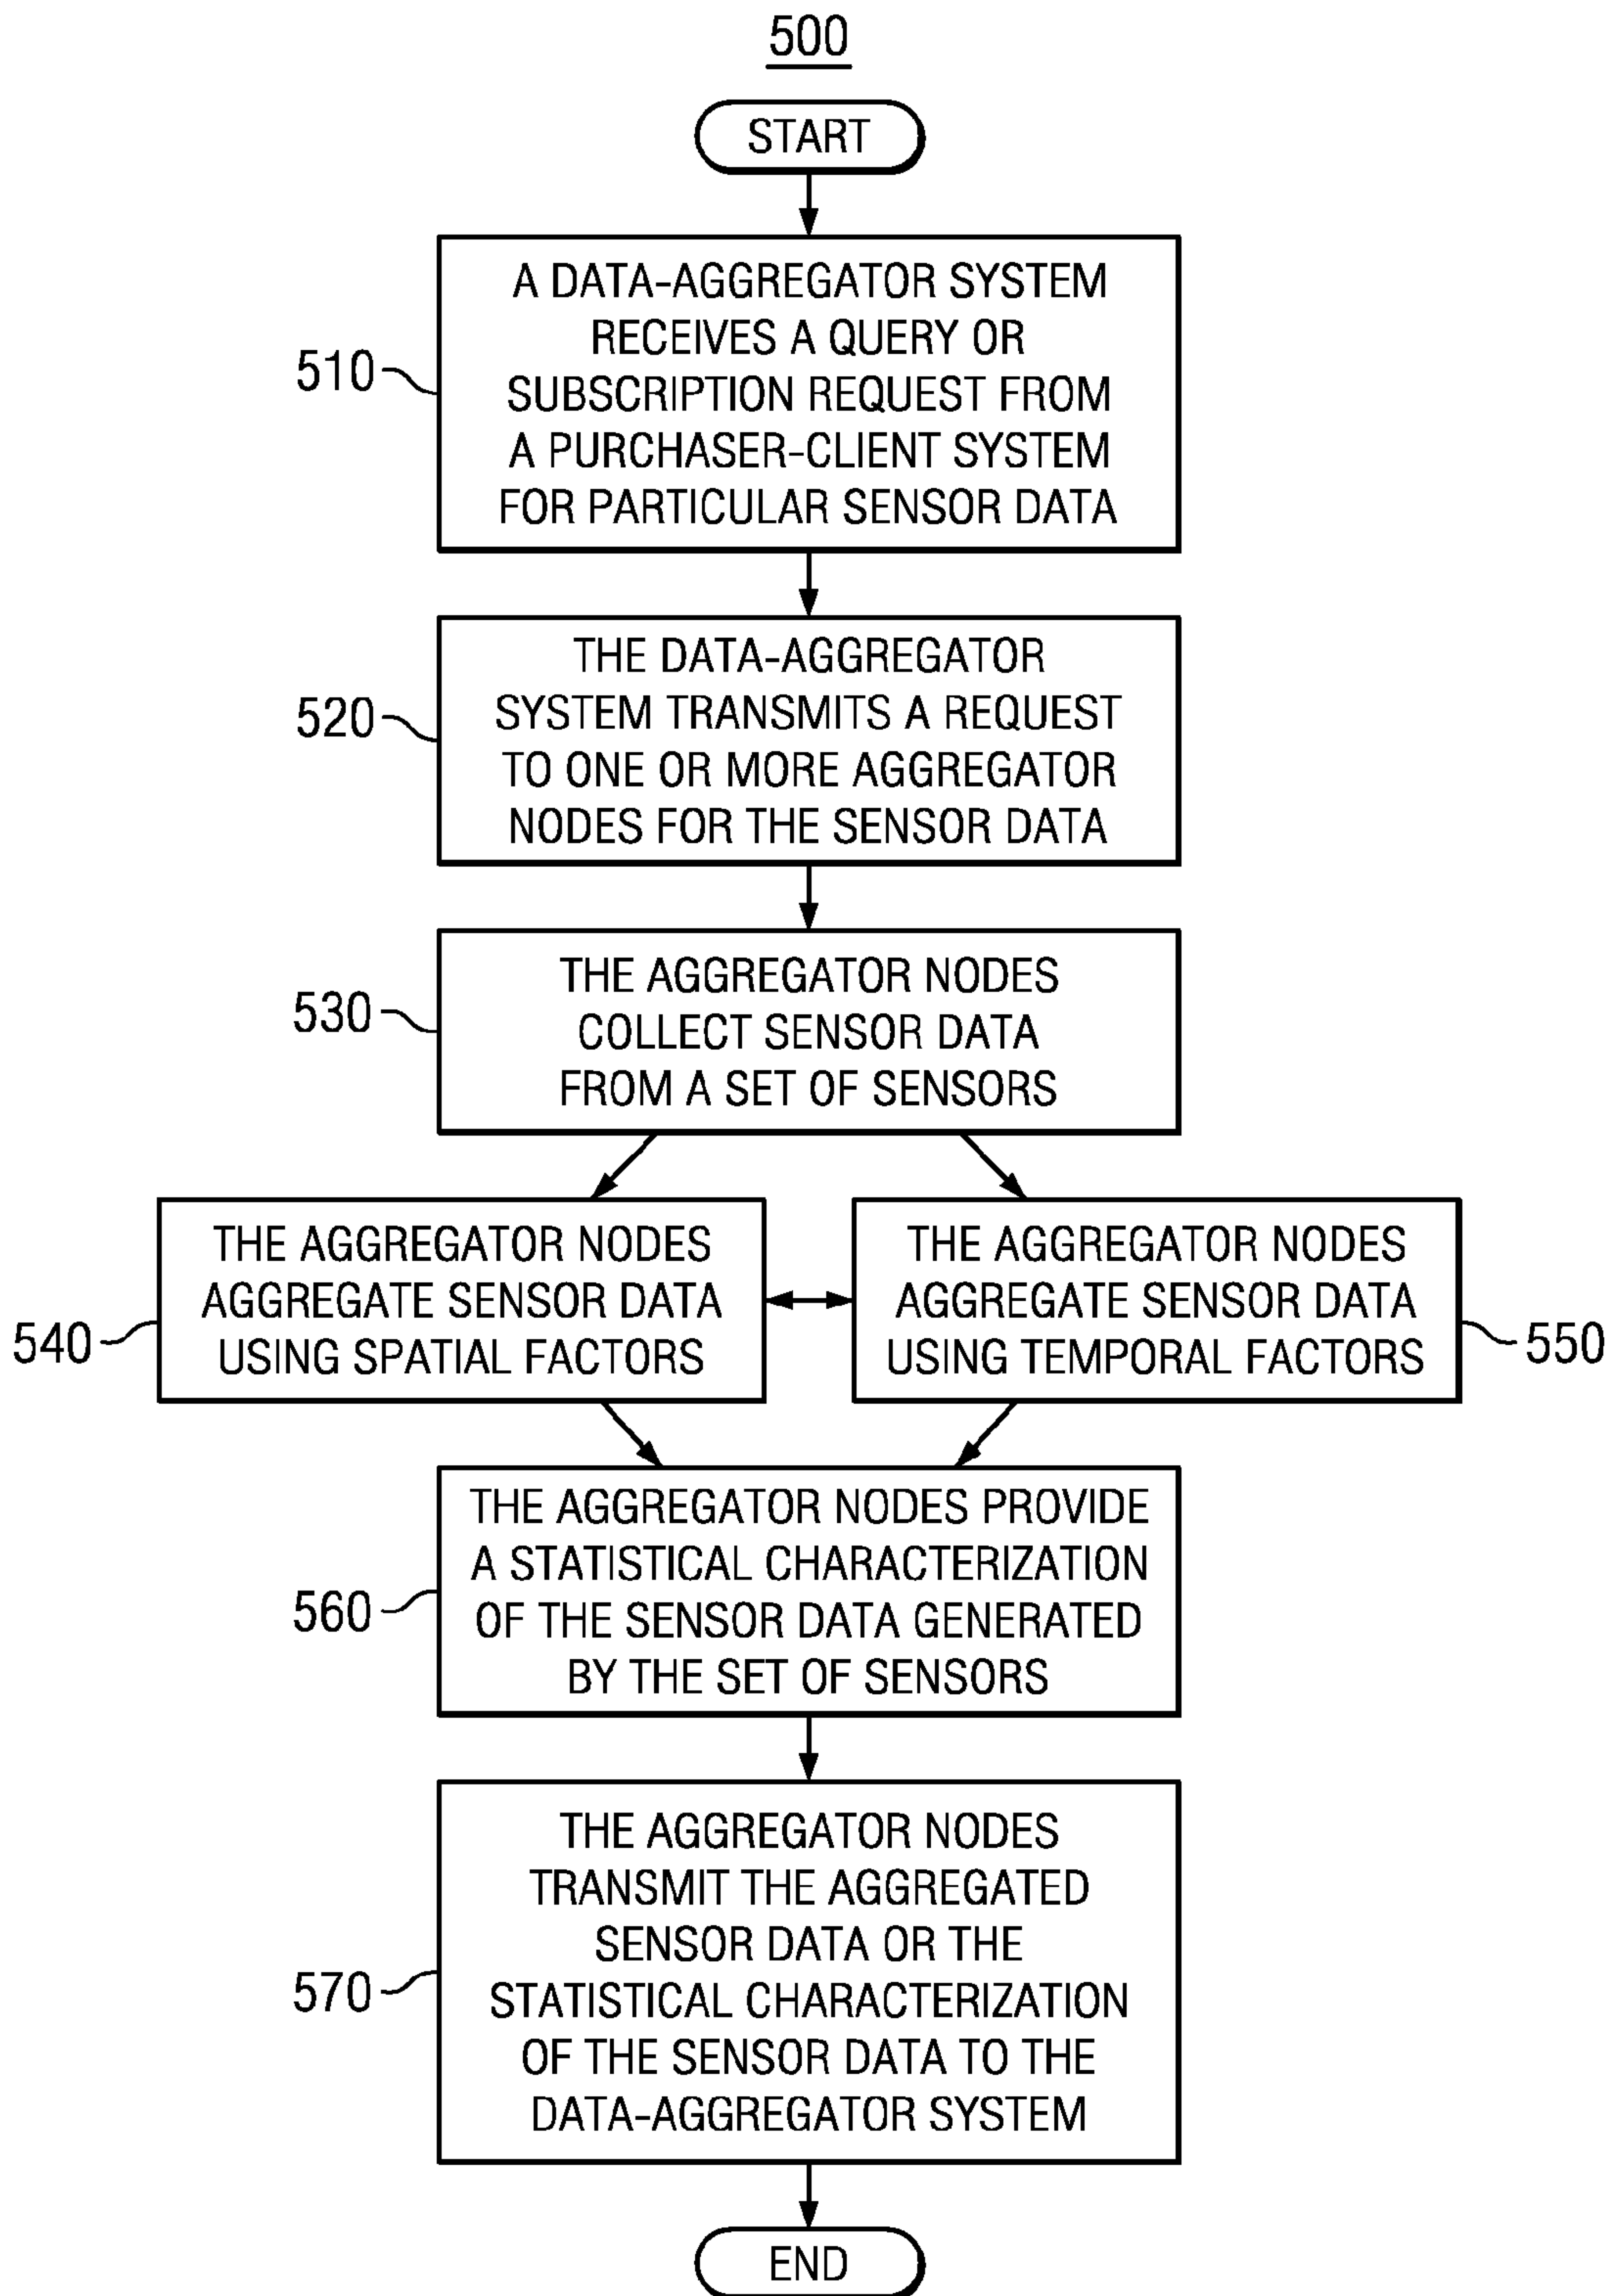 500
START
510
A DATA-AGGREGATOR SYSTEM
RECEIVES A QUERY OR
SUBSCRIPTION REQUEST FROM
A PURCHASER-CLIENT SYSTEM
FOR PARTICULAR SENSOR DATA
520
THE DATA-AGGREGATOR
SYSTEM TRANSMITS A REQUEST
TO ONE OR MORE AGGREGATOR
NODES FOR THE SENSOR DATA
530
THE AGGREGATOR NODES
COLLECT SENSOR DATA
FROM A SET OF SENSORS
540
THE AGGREGATOR NODES
AGGREGATE SENSOR DATA
USING SPATIAL FACTORS
THE AGGREGATOR NODES
AGGREGATE SENSOR DATA
USING TEMPORAL FACTORS
550
560
THE AGGREGATOR NODES PROVIDE
A STATISTICAL CHARACTERIZATION
OF THE SENSOR DATA GENERATED
BY THE SET OF SENSORS
570
THE AGGREGATOR NODES
TRANSMIT THE AGGREGATED
SENSOR DATA OR THE
STATISTICAL CHARACTERIZATION
OF THE SENSOR DATA TO THE
DATA-AGGREGATOR SYSTEM
END